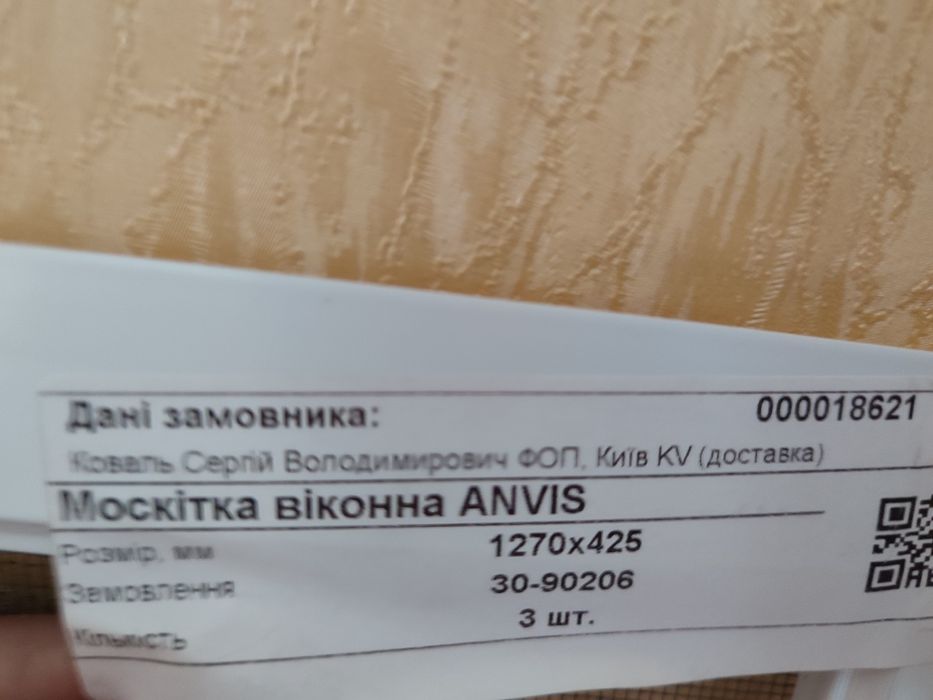 Дані замовника: 000018621
Коваль Сергій Володимирович ФОП, Київ KV (доставка)
Москітка віконна ANVIS
Розмір, мм 1270x425
Замовлення 30-90206
Кількість 3 шт.